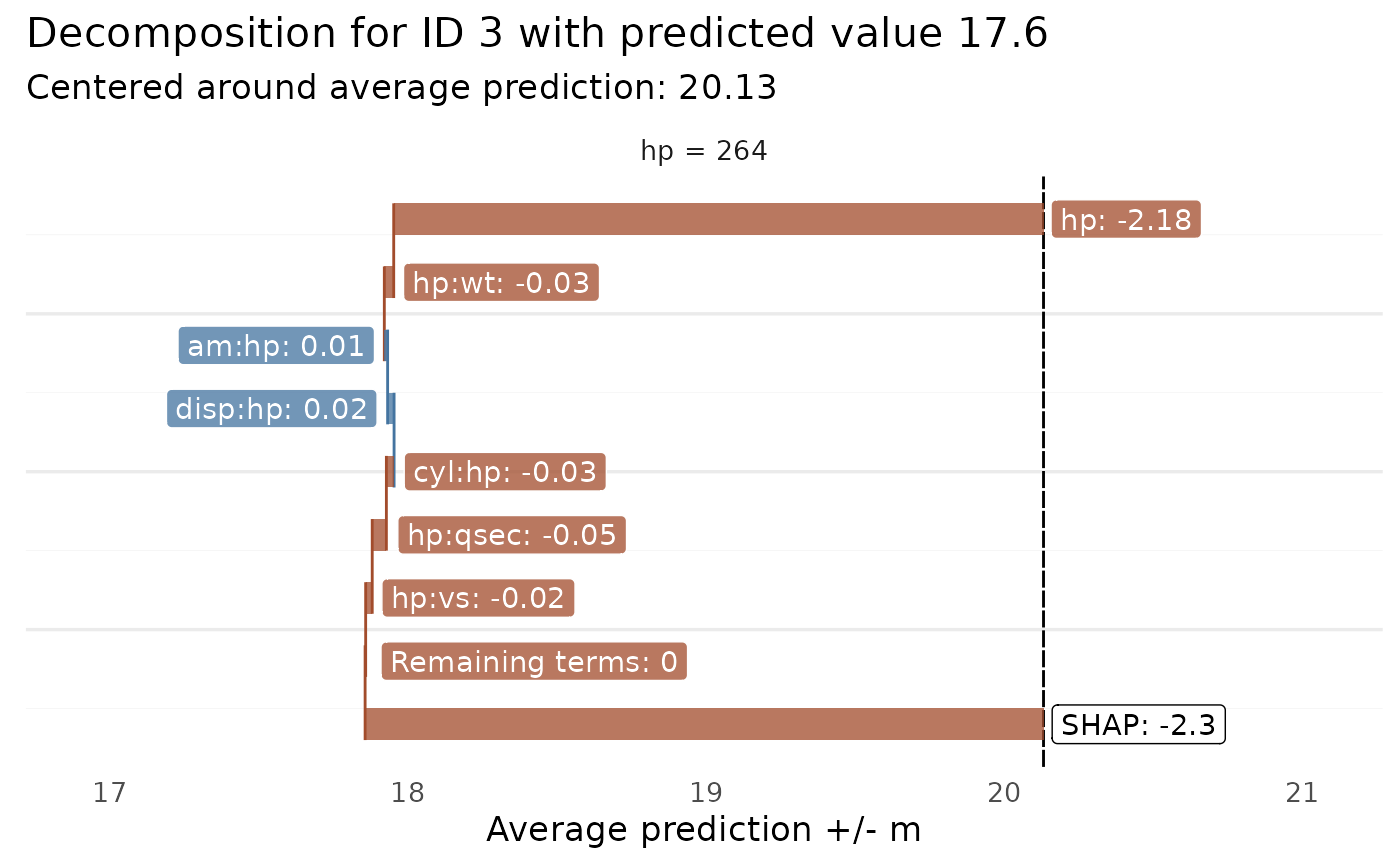 Decomposition for ID 3 with predicted value 17.6
Centered around average prediction: 20.13
hp = 264
hp: -2.18
hp:wt: -0.03
am:hp: 0.01
disp:hp: 0.02
cyl:hp: -0.03
hp:qsec: -0.05
hp:vs: -0.02
Remaining terms: 0
SHAP: -2.3
17 18 19 20 21
Average prediction +/- m